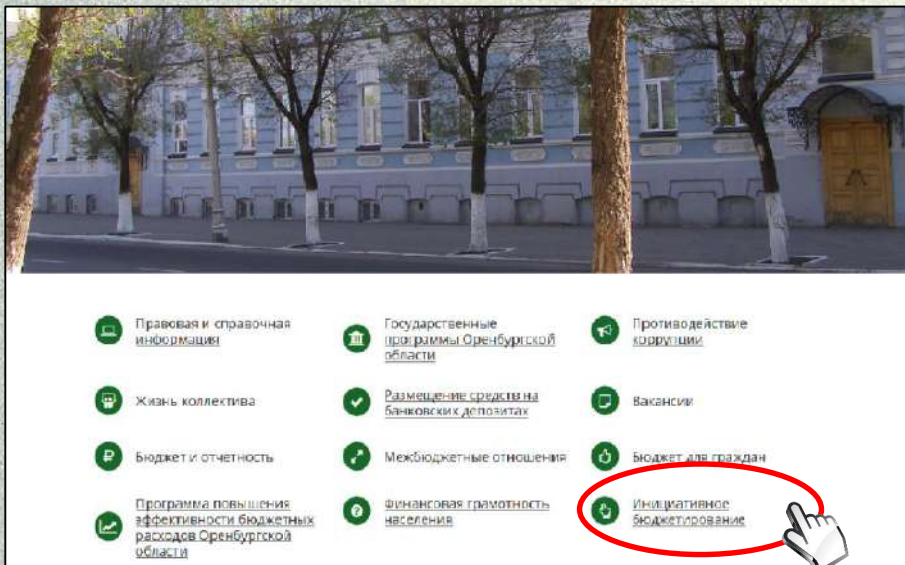 Правовая и справочная
информация
Государственные
программы Оренбургской
области
Противодействие
коррупции
Жизнь коллектива
Размещение средств на
банковских депозитах
Вакансии
Бюджет и отчетность
Межбюджетные отношения
Бюджет для граждан
Программа повышения
эффективности бюджетных
расходов Оренбургской
области
Финансовая грамотность
населения
Инициативное
бюджетирование